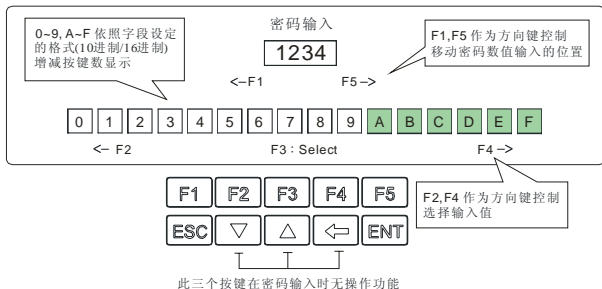 0~9, A~F 依照字段设定
的格式(10进制/16进制)
增减按键数显示
密码输入
1234
<-F1 F5->
F1,F5 作为方向键控制
移动密码数值输入的位置
0 1 2 3 4 5 6 7 8 9 A B C D E F
<- F2 F3：Select F4->
F2,F4 作为方向键控制
选择输入值
F1 F2 F3 F4 F5
ESC ▽ △ ⇦ ENT
此三个按键在密码输入时无操作功能